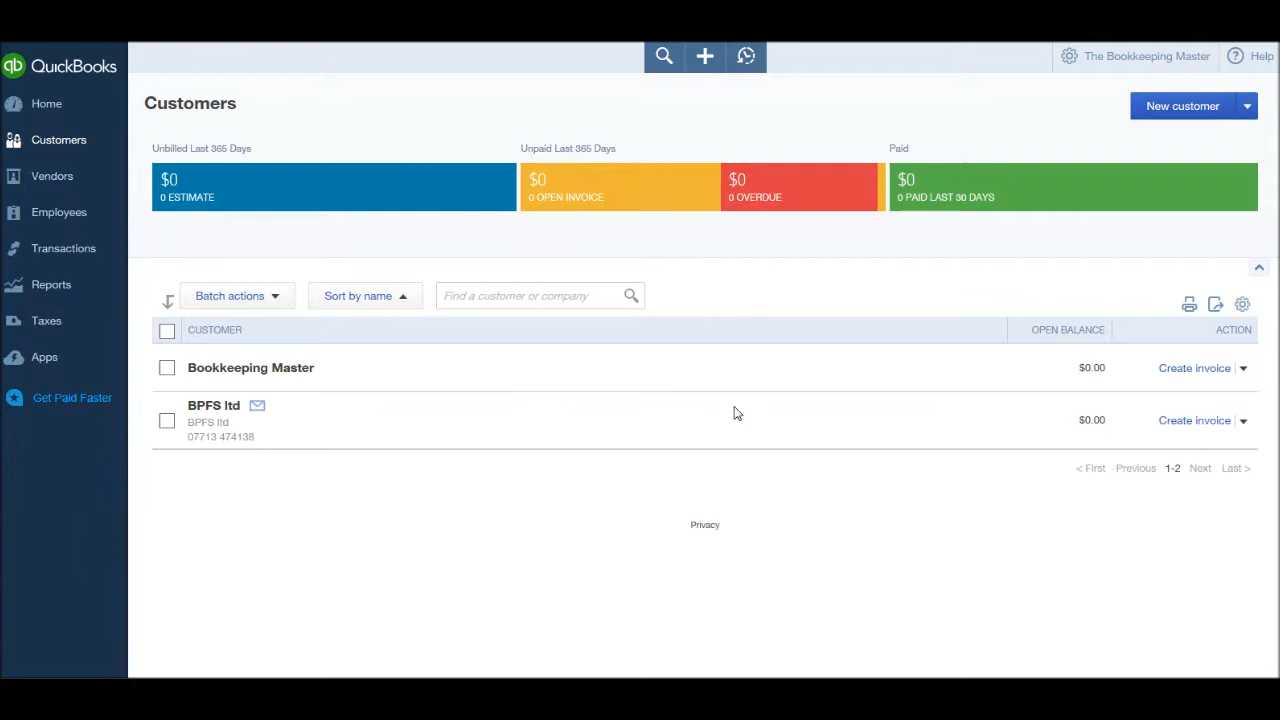 qb QuickBooks
The Bookkeeping Master
Help
Home
Customers
Vendors
Employees
Transactions
Reports
Taxes
Apps
Get Paid Faster
Customers
New customer
Unbilled Last 365 Days
Unpaid Last 365 Days
Paid
$0
0 ESTIMATE
$0
0 OPEN INVOICE
$0
0 OVERDUE
$0
0 PAID LAST 30 DAYS
Batch actions
Sort by name
Find a customer or company
CUSTOMER
OPEN BALANCE
ACTION
Bookkeeping Master
$0.00
Create invoice
BPFS ltd
BPFS ltd
07713 474138
$0.00
Create invoice
< First Previous 1-2 Next Last >
Privacy